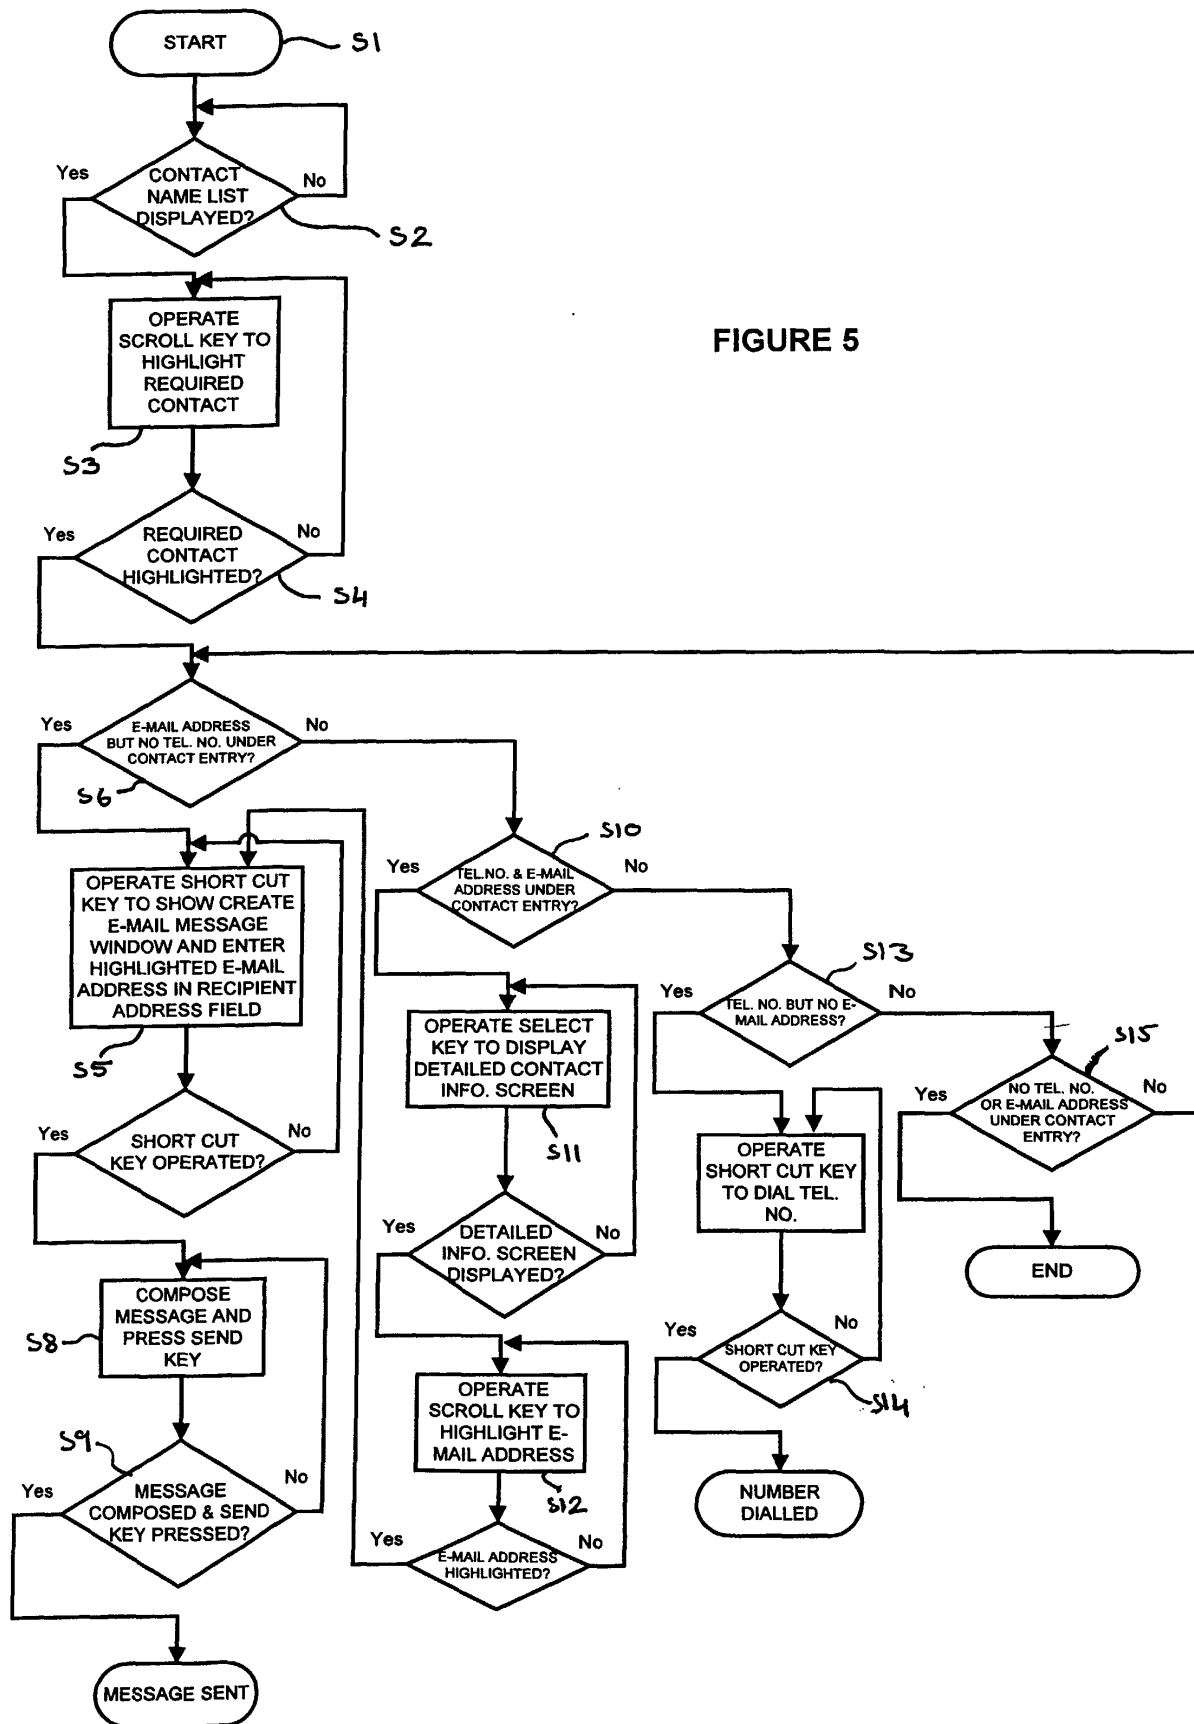 START
S1
Yes
CONTACT
NAME LIST
DISPLAYED?
No
S2
OPERATE
SCROLL KEY TO
HIGHLIGHT
REQUIRED
CONTACT
S3
FIGURE 5
Yes
REQUIRED
CONTACT
HIGHLIGHTED?
No
S4
Yes
E-MAIL ADDRESS
BUT NO TEL. NO. UNDER
CONTACT ENTRY?
No
S6
OPERATE SHORT CUT
KEY TO SHOW CREATE
E-MAIL MESSAGE
WINDOW AND ENTER
HIGHLIGHTED E-MAIL
ADDRESS IN RECIPIENT
ADDRESS FIELD
S5
Yes
SHORT CUT
KEY OPERATED?
No
COMPOSE
MESSAGE AND
PRESS SEND
KEY
S8
S9
Yes
MESSAGE
COMPOSED & SEND
KEY PRESSED?
No
MESSAGE SENT
S10
Yes
TEL.NO. & E-MAIL
ADDRESS UNDER
CONTACT ENTRY?
No
OPERATE SELECT
KEY TO DISPLAY
DETAILED CONTACT
INFO. SCREEN
S11
Yes
DETAILED
INFO. SCREEN
DISPLAYED?
No
OPERATE
SCROLL KEY TO
HIGHLIGHT E-
MAIL ADDRESS
S12
Yes
E-MAIL ADDRESS
HIGHLIGHTED?
No
S13
Yes
TEL. NO. BUT NO E-
MAIL ADDRESS?
No
OPERATE
SHORT CUT KEY
TO DIAL TEL.
NO.
Yes
SHORT CUT KEY
OPERATED?
No
S14
NUMBER
DIALLED
S15
Yes
NO TEL. NO.
OR E-MAIL ADDRESS
UNDER CONTACT
ENTRY?
No
END